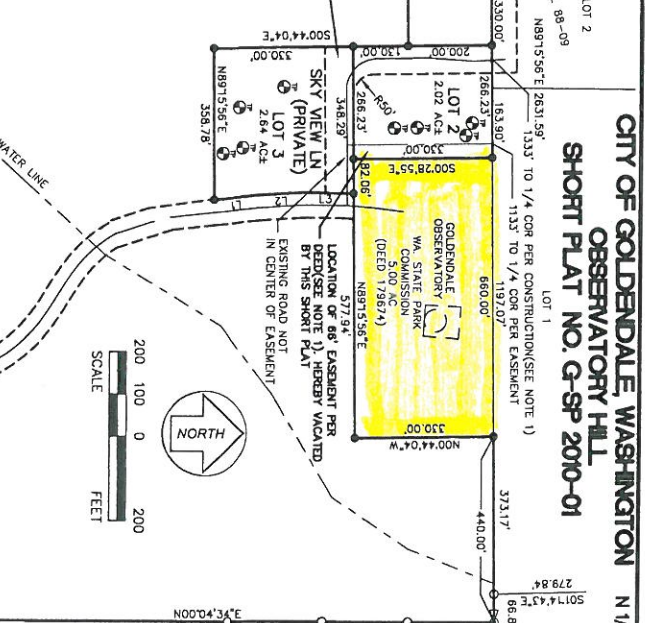 CITY OF GOLDENDALE, WASHINGTON
OBSERVATORY HILL
SHORT PLAT NO. G-SP 2010-01
N 1/
LOT 2
88-09
330.00'
N89°15'56"E 2631.59'
1333' TO 1/4 COR PER CONSTRUCTION(SEE NOTE 1)
1133' TO 1/4 COR PER EASEMENT
LOT 1
1197.07'
163.90'
266.23'
660.00'
373.17'
440.00'
279.84'
S01°14'43"E
66.8
200.00'
130.00'
S00°44'04"E
330.00'
LOT 2
2.02 AC±
R50'
266.23'
348.29'
330.00'
S00°28'55"E
82.06'
GOLDENDALE
OBSERVATORY
WA. STATE PARK
COMMISSION
5.00 AC
(DEED 179674)
N89°15'56"E
577.94'
330.00'
N00°44'04"W
SKY VIEW LN
(PRIVATE)
LOT 3
2.64 AC±
N89°15'56"E
358.78'
L1
L2
C1
LOCATION OF 66' EASEMENT PER
DEED(SEE NOTE 1). HEREBY VACATED
BY THIS SHORT PLAT
EXISTING ROAD NOT
IN CENTER OF EASEMENT
WATER LINE
NORTH
200 100 0 200
SCALE FEET
N00°04'34"E